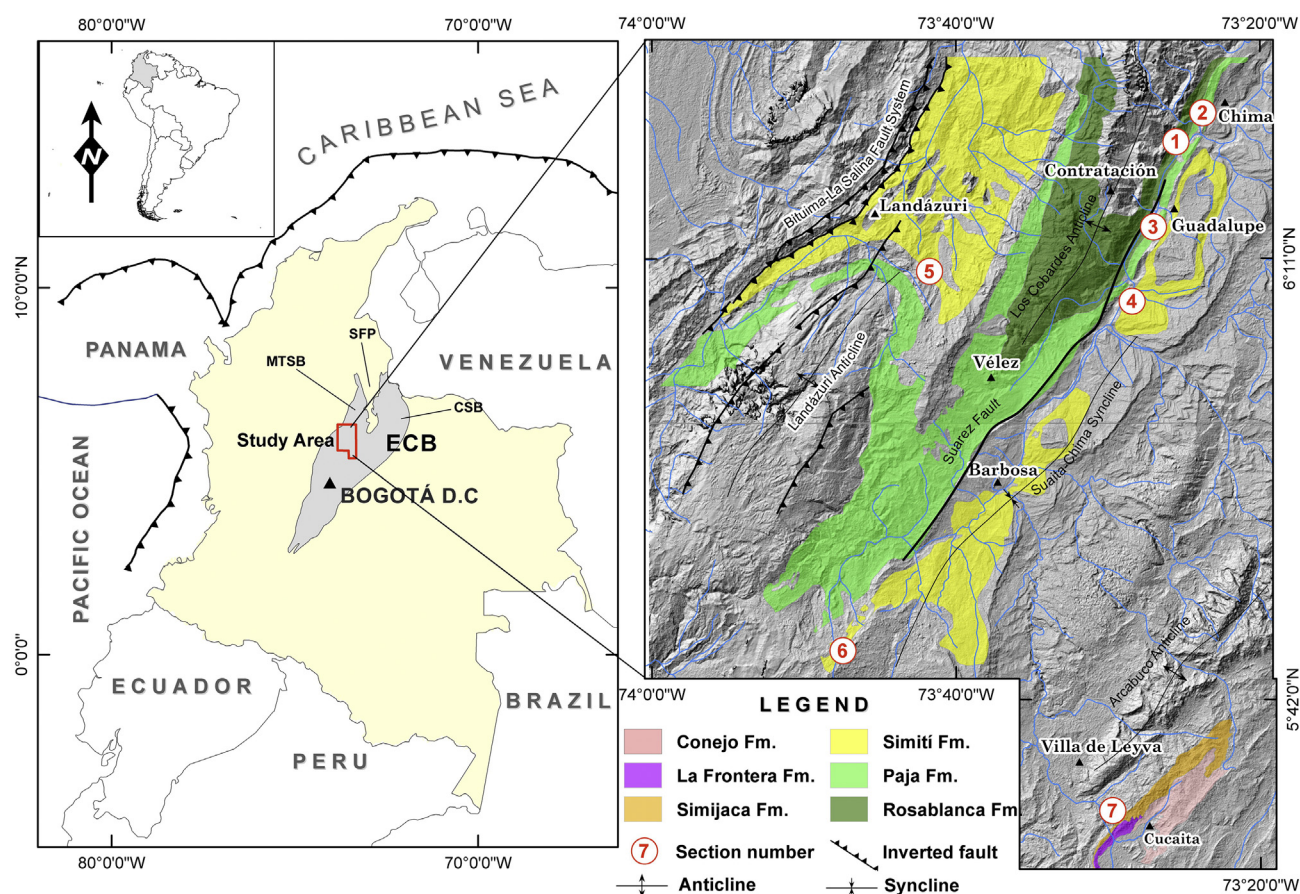 80°0'0"W
70°0'0"W
74°0'0"W
73°40'0"W
73°20'0"W
N
CARIBBEAN SEA
10°0'0"N
0°0'0"
PANAMA
VENEZUELA
SFP
MTSB
CSB
Study Area
ECB
BOGOTÁ D.C
PACIFIC OCEAN
ECUADOR
PERU
BRAZIL
80°0'0"W
70°0'0"W
Bituima-La Salina Fault System
Landázuri
Contratación
Chima
Guadalupe
Los Cobardes Anticline
Landázuri Anticline
Vélez
Suarez Fault
Barbosa
Suaita-Chima Syncline
Arcabuco Anticline
Villa de Leyva
Cucaita
1
2
3
4
5
6
7
6°11'0"N
5°42'0"N
74°0'0"W
73°40'0"W
73°20'0"W
LEGEND
Conejo Fm.
Simití Fm.
La Frontera Fm.
Paja Fm.
Simijaca Fm.
Rosablanca Fm
7 Section number
Inverted fault
Anticline
Syncline